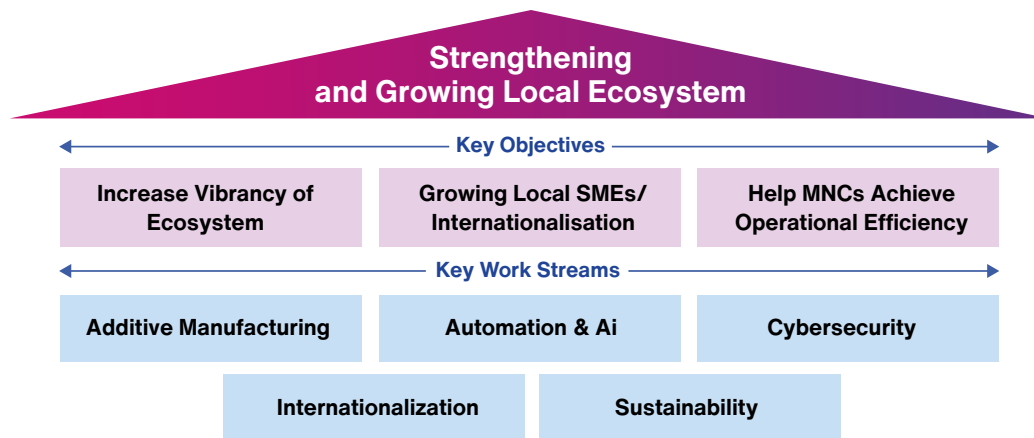 Strengthening
and Growing Local Ecosystem
Key Objectives
Increase Vibrancy of
Ecosystem
Growing Local SMEs/
Internationalisation
Help MNCs Achieve
Operational Efficiency
Key Work Streams
Additive Manufacturing
Automation & Ai
Cybersecurity
Internationalization
Sustainability